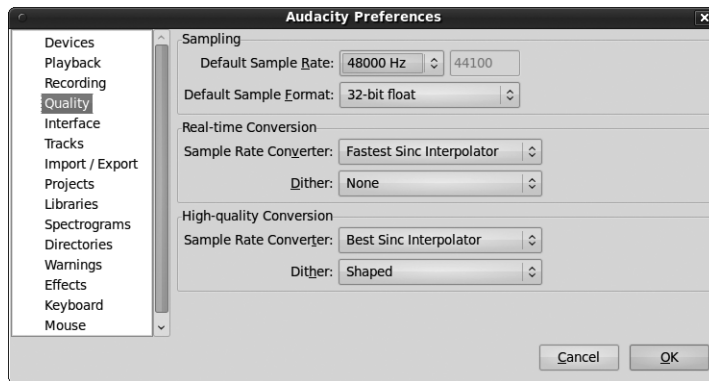 Audacity Preferences
Devices
Playback
Recording
Quality
Interface
Tracks
Import / Export
Projects
Libraries
Spectrograms
Directories
Warnings
Effects
Keyboard
Mouse
Sampling
Default Sample Rate: 48000 Hz 44100
Default Sample Format: 32-bit float
Real-time Conversion
Sample Rate Converter: Fastest Sinc Interpolator
Dither: None
High-quality Conversion
Sample Rate Converter: Best Sinc Interpolator
Dither: Shaped
Cancel OK